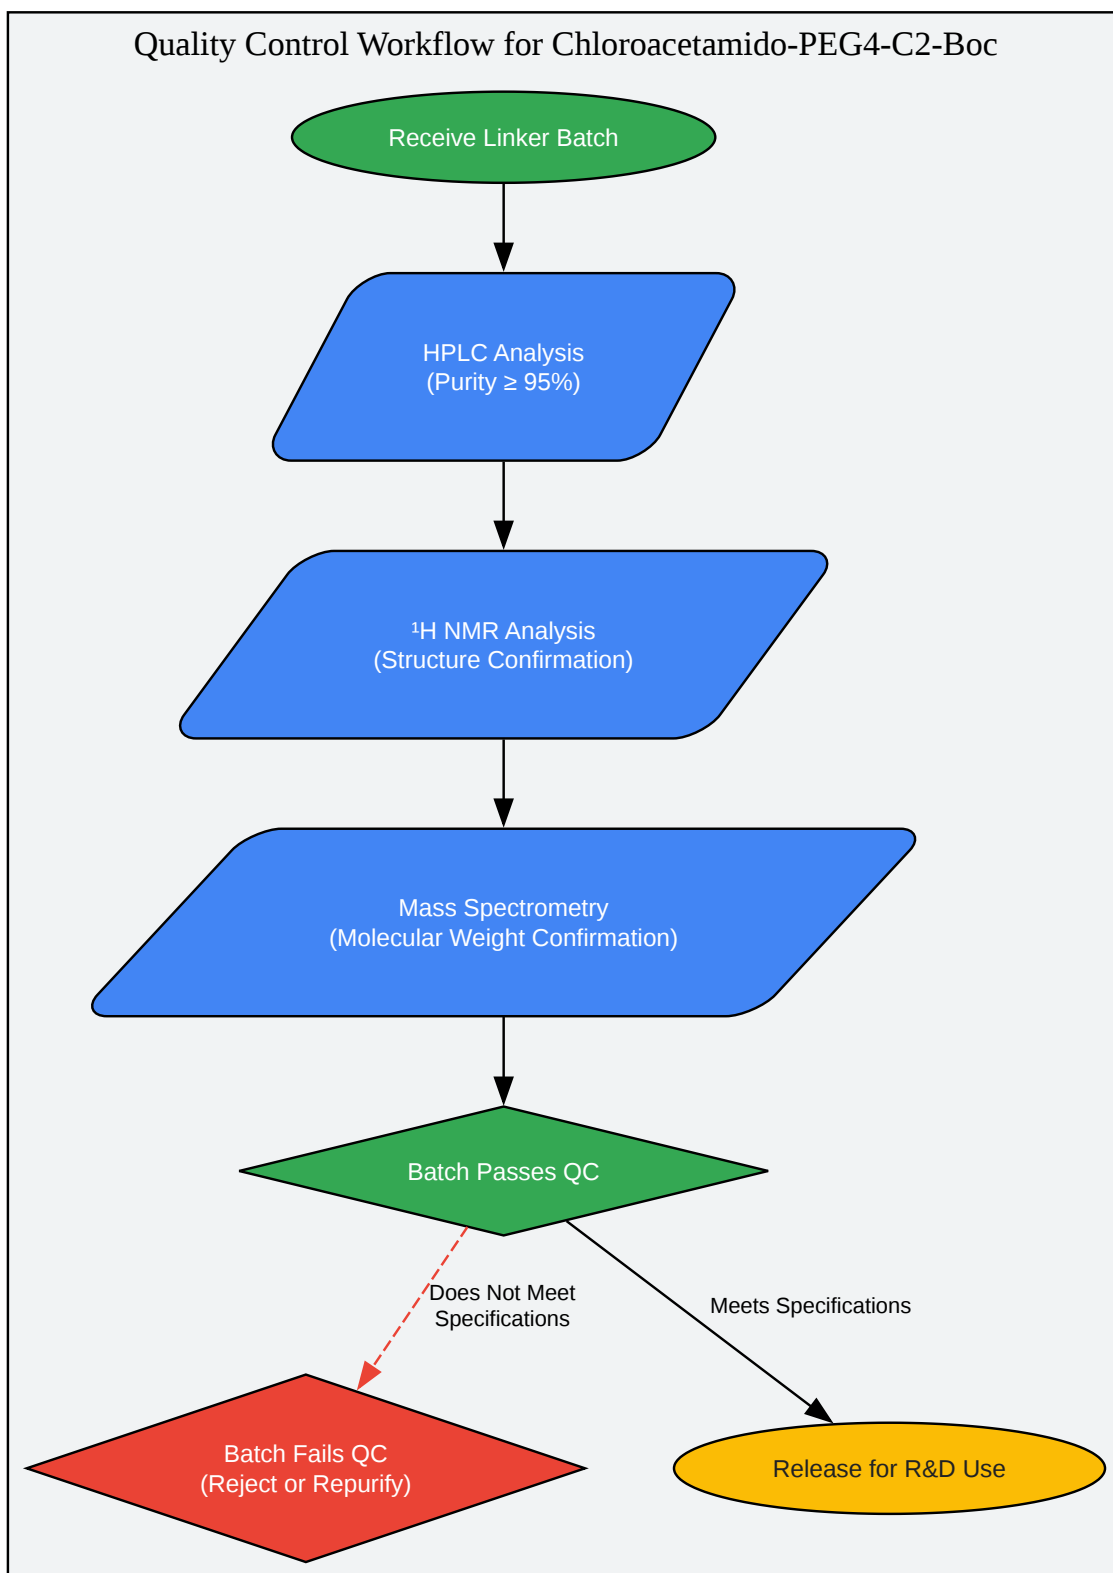 Quality Control Workflow for Chloroacetamido-PEG4-C2-Boc
Receive Linker Batch
HPLC Analysis
(Purity ≥ 95%)
¹H NMR Analysis
(Structure Confirmation)
Mass Spectrometry
(Molecular Weight Confirmation)
Batch Passes QC
Does Not Meet
Specifications
Meets Specifications
Batch Fails QC
(Reject or Repurify)
Release for R&D Use